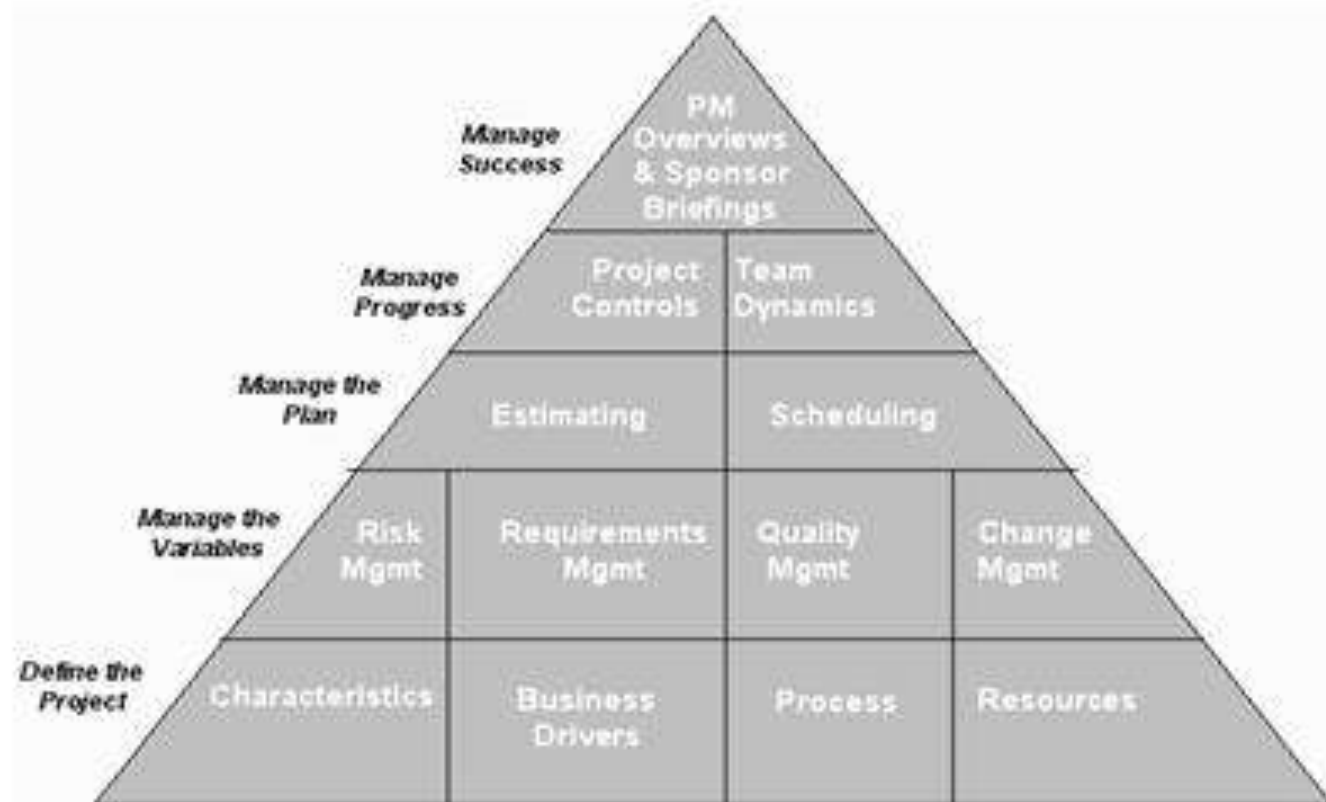 Manage
Success
PM
Overviews
& Sponsor
Briefings
Manage
Progress
Project
Controls
Team
Dynamics
Manage the
Plan
Estimating
Scheduling
Manage the
Variables
Risk
Mgmt
Requirements
Mgmt
Quality
Mgmt
Change
Mgmt
Define the
Project
Characteristics
Business
Drivers
Process
Resources